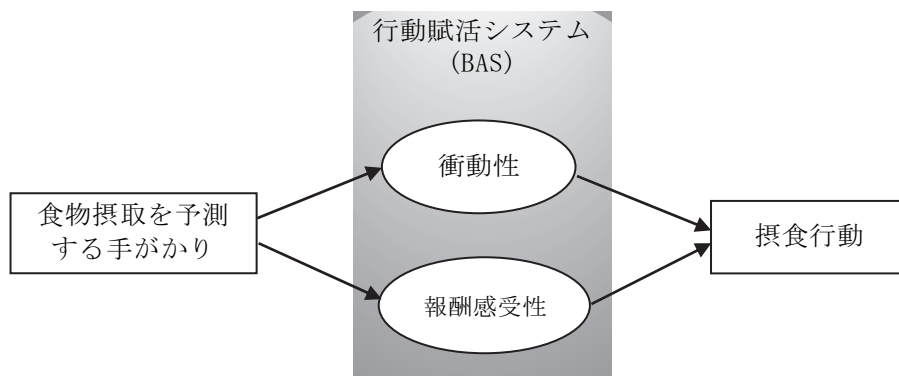 行動賦活システム
(BAS)
衝動性
食物摂取を予測
する手がかり
摂食行動
報酬感受性